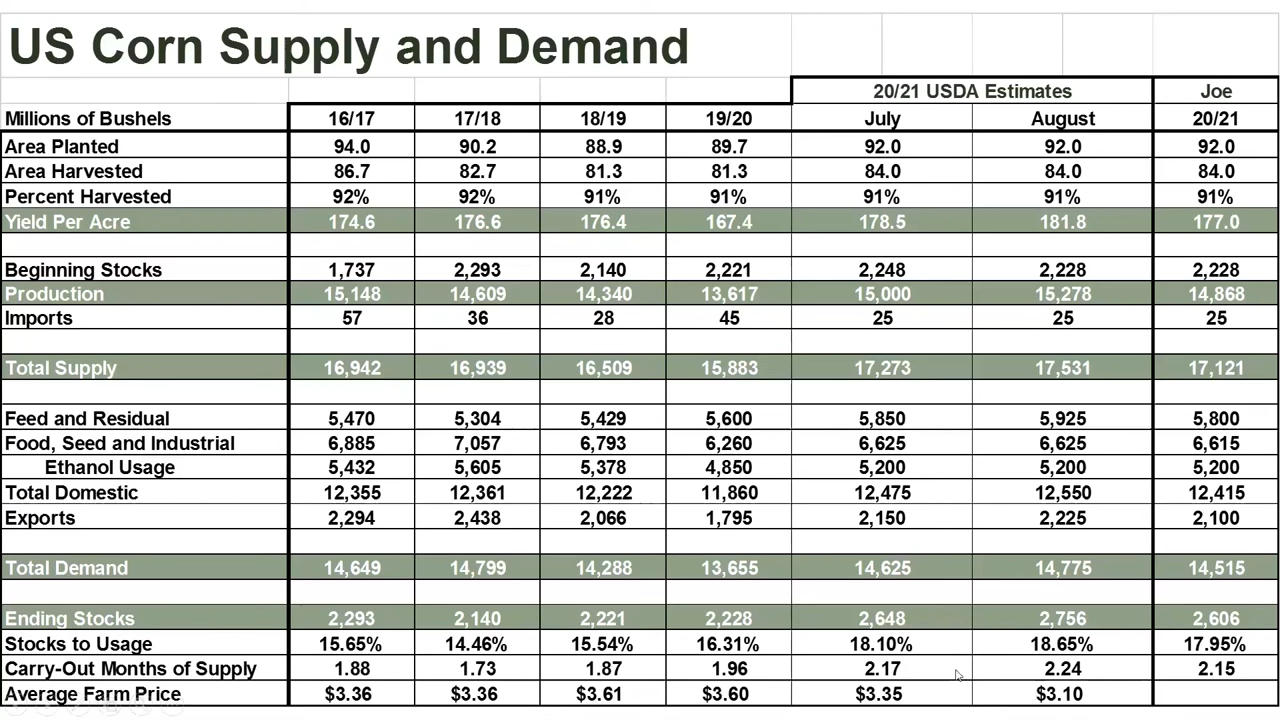 US Corn Supply and Demand
20/21 USDA Estimates Joe
Millions of Bushels 16/17 17/18 18/19 19/20 July August 20/21
Area Planted 94.0 90.2 88.9 89.7 92.0 92.0 92.0
Area Harvested 86.7 82.7 81.3 81.3 84.0 84.0 84.0
Percent Harvested 92% 92% 91% 91% 91% 91% 91%
Yield Per Acre 174.6 176.6 176.4 167.4 178.5 181.8 177.0
Beginning Stocks 1,737 2,293 2,140 2,221 2,248 2,228 2,228
Production 15,148 14,609 14,340 13,617 15,000 15,278 14,868
Imports 57 36 28 45 25 25 25
Total Supply 16,942 16,939 16,509 15,883 17,273 17,531 17,121
Feed and Residual 5,470 5,304 5,429 5,600 5,850 5,925 5,800
Food, Seed and Industrial 6,885 7,057 6,793 6,260 6,625 6,625 6,615
Ethanol Usage 5,432 5,605 5,378 4,850 5,200 5,200 5,200
Total Domestic 12,355 12,361 12,222 11,860 12,475 12,550 12,415
Exports 2,294 2,438 2,066 1,795 2,150 2,225 2,100
Total Demand 14,649 14,799 14,288 13,655 14,625 14,775 14,515
Ending Stocks 2,293 2,140 2,221 2,228 2,648 2,756 2,606
Stocks to Usage 15.65% 14.46% 15.54% 16.31% 18.10% 18.65% 17.95%
Carry-Out Months of Supply 1.88 1.73 1.87 1.96 2.17 2.24 2.15
Average Farm Price $3.36 $3.36 $3.61 $3.60 $3.35 $3.10